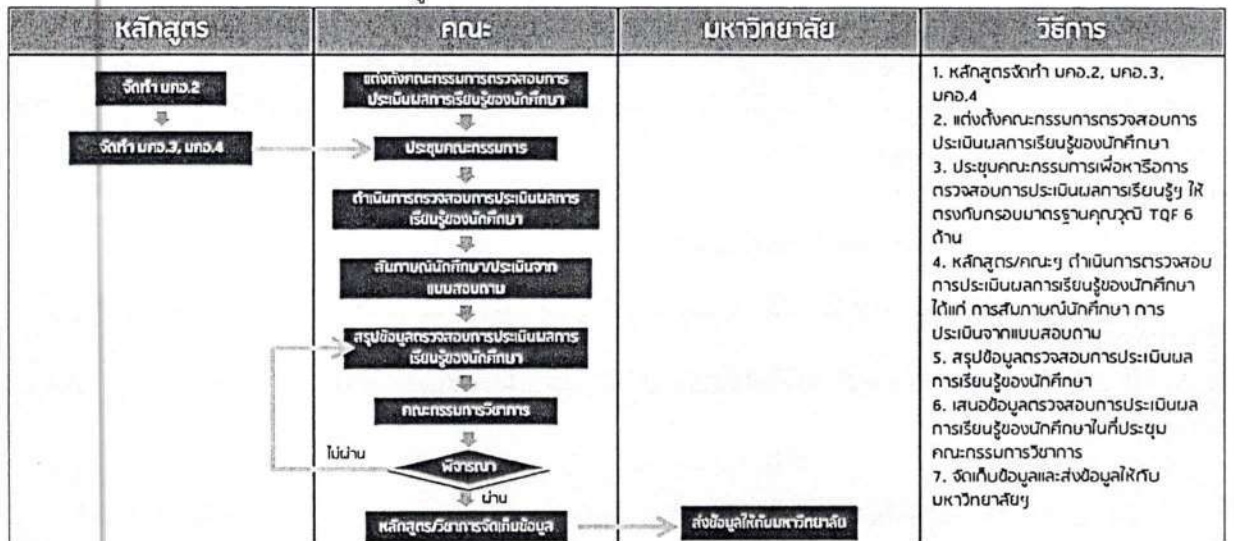 หลักสูตร
คณะ
มหาวิทยาลัย
วิธีการ
จัดทำ มคอ.2
จัดทำ มคอ.3, มคอ.4
แต่งตั้งคณะกรรมการตรวจสอบการ
ประเมินผลการเรียนรู้ของนักศึกษา
ประชุมคณะกรรมการ
ดำเนินการตรวจสอบการประเมินผลการ
เรียนรู้ของนักศึกษา
สัมภาษณ์นักศึกษา/ประเมินจาก
แบบสอบถาม
สรุปข้อมูลตรวจสอบการประเมินผลการ
เรียนรู้ของนักศึกษา
คณะกรรมการวิชาการ
ไม่ผ่าน
พิจารณา
ผ่าน
หลักสูตร/วิชาการจัดเก็บข้อมูล
ส่งข้อมูลให้กับมหาวิทยาลัย
1. หลักสูตรจัดทำ มคอ.2, มคอ.3,
มคอ.4
2. แต่งตั้งคณะกรรมการตรวจสอบการ
ประเมินผลการเรียนรู้ของนักศึกษา
3. ประชุมคณะกรรมการเพื่อหารือการ
ตรวจสอบการประเมินผลการเรียนรู้ฯ ให้
ตรงกับกรอบมาตรฐานคุณวุฒิ TQF 6
ด้าน
4. หลักสูตร/คณะฯ ดำเนินการตรวจสอบ
การประเมินผลการเรียนรู้ของนักศึกษา
ได้แก่ การสัมภาษณ์นักศึกษา การ
ประเมินจากแบบสอบถาม
5. สรุปข้อมูลตรวจสอบการประเมินผล
การเรียนรู้ของนักศึกษา
6. เสนอข้อมูลตรวจสอบการประเมินผล
การเรียนรู้ของนักศึกษาในที่ประชุม
คณะกรรมการวิชาการ
7. จัดเก็บข้อมูลและส่งข้อมูลให้กับ
มหาวิทยาลัยฯ